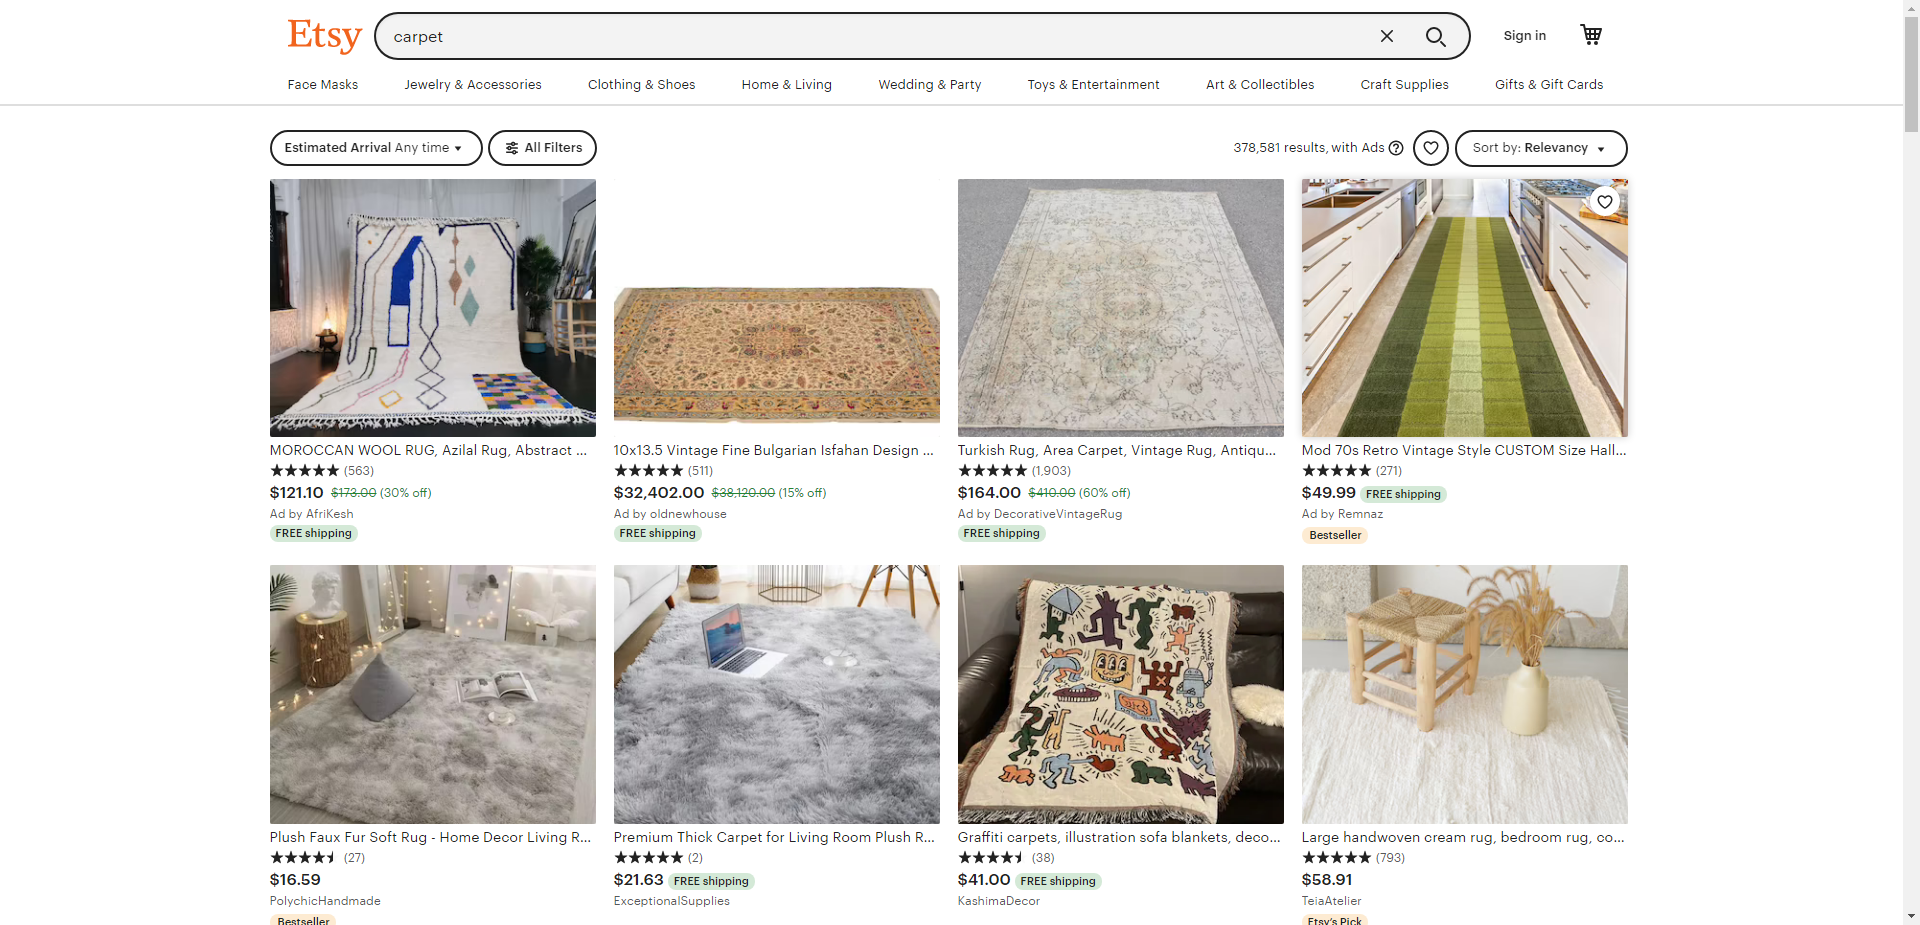 Etsy
carpet
Sign in
Face Masks
Jewelry & Accessories
Clothing & Shoes
Home & Living
Wedding & Party
Toys & Entertainment
Art & Collectibles
Craft Supplies
Gifts & Gift Cards
Estimated Arrival Any time
All Filters
378,581 results, with Ads
Sort by: Relevancy
MOROCCAN WOOL RUG, Azilal Rug, Abstract ...
(563)
$121.10 $173.00 (30% off)
Ad by AfriKesh
FREE shipping
10x13.5 Vintage Fine Bulgarian Isfahan Design ...
(511)
$32,402.00 $38,120.00 (15% off)
Ad by oldnewhouse
FREE shipping
Turkish Rug, Area Carpet, Vintage Rug, Antiqu...
(1,903)
$164.00 $410.00 (60% off)
Ad by DecorativeVintageRug
FREE shipping
Mod 70s Retro Vintage Style CUSTOM Size Hall...
(271)
$49.99 FREE shipping
Ad by Remnaz
Bestseller
Plush Faux Fur Soft Rug - Home Decor Living R...
(27)
$16.59
PolychicHandmade
Bestseller
Premium Thick Carpet for Living Room Plush R...
(2)
$21.63 FREE shipping
ExceptionalSupplies
Graffiti carpets, illustration sofa blankets, deco...
(38)
$41.00 FREE shipping
KashimaDecor
Large handwoven cream rug, bedroom rug, co...
(793)
$58.91
TeiaAtelier
Etsy's Pick